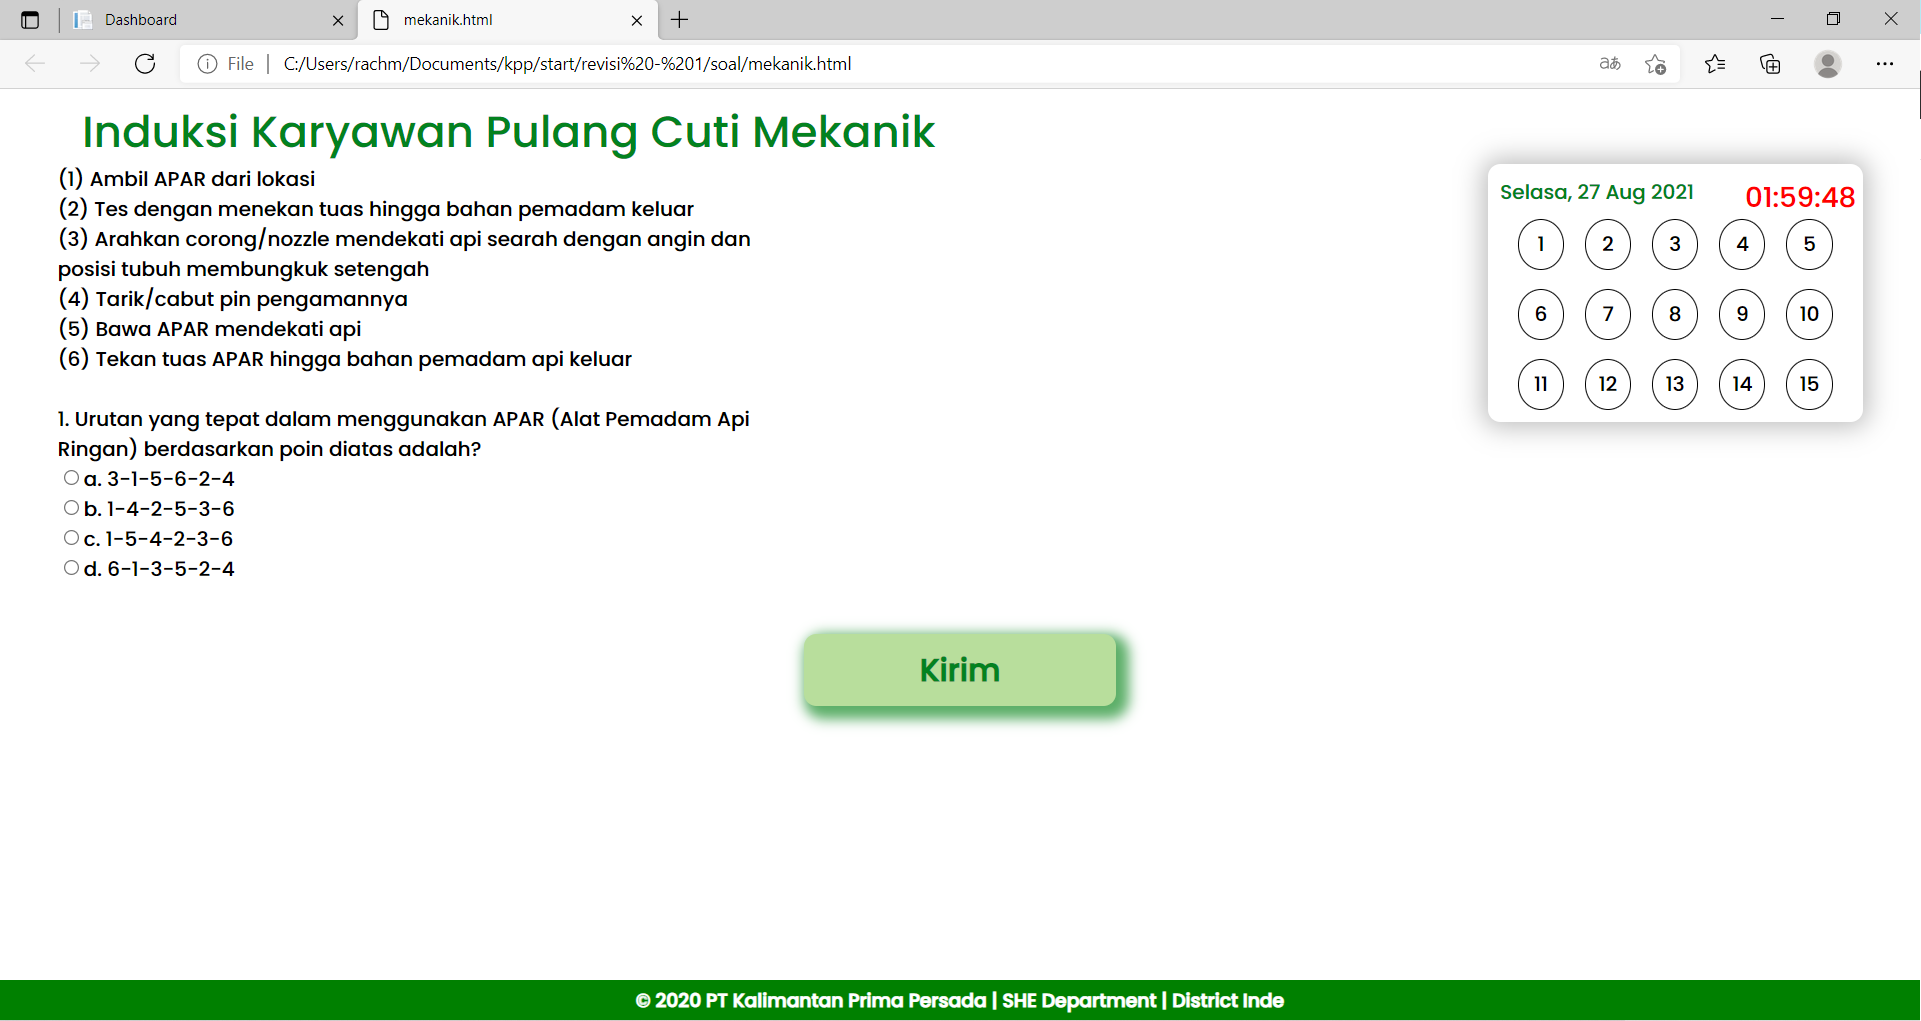 Dashboard
mekanik.html
File
C:/Users/rachm/Documents/kpp/start/revisi%20-%201/soal/mekanik.html
aあ
Induksi Karyawan Pulang Cuti Mekanik
(1) Ambil APAR dari lokasi
(2) Tes dengan menekan tuas hingga bahan pemadam keluar
(3) Arahkan corong/nozzle mendekati api searah dengan angin dan
posisi tubuh membungkuk setengah
(4) Tarik/cabut pin pengamannya
(5) Bawa APAR mendekati api
(6) Tekan tuas APAR hingga bahan pemadam api keluar
1. Urutan yang tepat dalam menggunakan APAR (Alat Pemadam Api
Ringan) berdasarkan poin diatas adalah?
a. 3-1-5-6-2-4
b. 1-4-2-5-3-6
c. 1-5-4-2-3-6
d. 6-1-3-5-2-4
Selasa, 27 Aug 2021
01:59:48
1 2 3 4 5
6 7 8 9 10
11 12 13 14 15
Kirim
© 2020 PT Kalimantan Prima Persada | SHE Department | District Inde